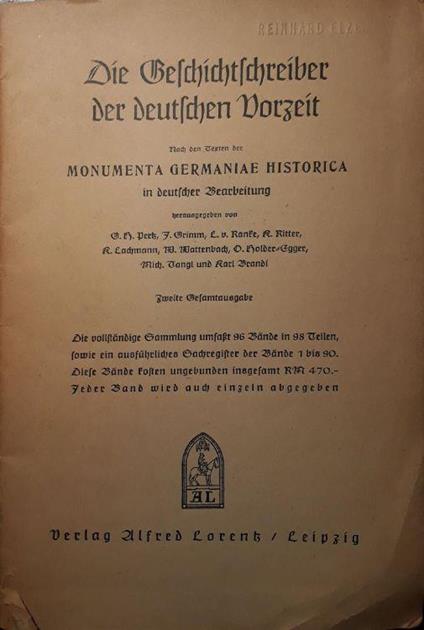 REINHARD ELZE
Die Geschichtschreiber
der deutschen Vorzeit
Nach den Texten der
MONUMENTA GERMANIAE HISTORICA
in deutscher Bearbeitung
herausgegeben von
G. H. Pertz, J. Grimm, L. v. Ranke, K. Ritter,
K. Lachmann, W. Wattenbach, O. Holder-Egger,
Mich. Tangl und Karl Brandi
Zweite Gesamtausgabe
Die vollständige Sammlung umfaßt 96 Bände in 98 Teilen,
sowie ein ausführliches Sachregister der Bände 1 bis 90.
Diese Bände kosten ungebunden insgesamt RM 470.-
Jeder Band wird auch einzeln abgegeben
AL
Verlag Alfred Lorentz / Leipzig